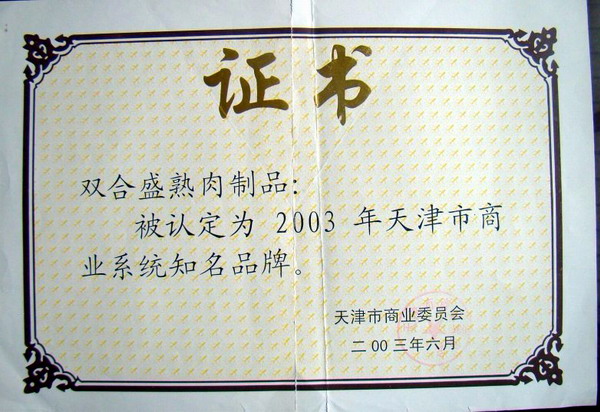 证书
双合盛熟肉制品:
被认定为 2003 年天津市商
业系统知名品牌。
天津市商业委员会
二00三年六月